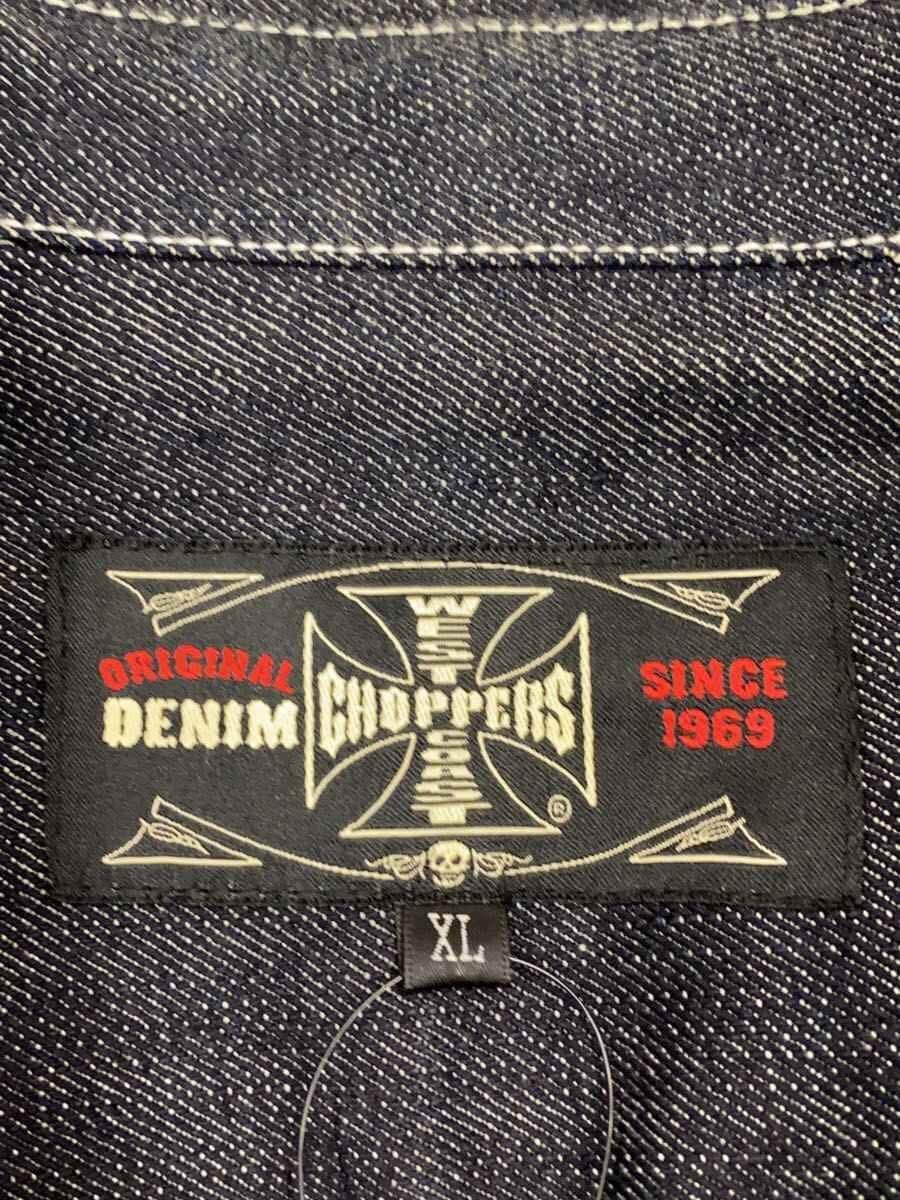 ORIGINAL
DENIM
WEST COAST
CHOPPERS
®
SINCE
1969
XL